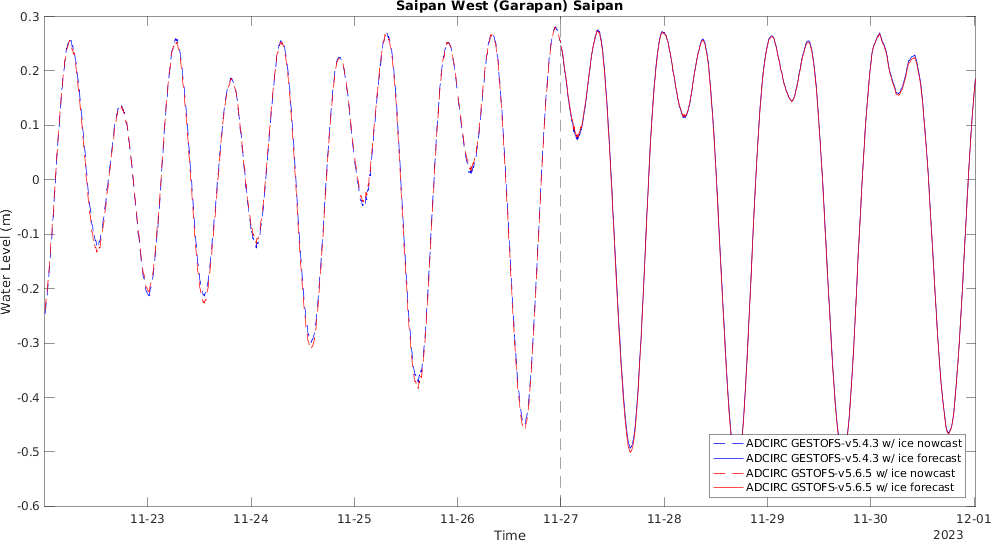 Saipan West (Garapan) Saipan
0.3
0.2
0.1
0
-0.1
-0.2
-0.3
-0.4
-0.5
-0.6
Water Level (m)
ADCIRC GESTOFS-v5.4.3 w/ ice nowcast
ADCIRC GESTOFS-v5.4.3 w/ ice forecast
ADCIRC GSTOFS-v5.6.5 w/ ice nowcast
ADCIRC GSTOFS-v5.6.5 w/ ice forecast
11-23 11-24 11-25 11-26 11-27 11-28 11-29 11-30 12-01
Time
2023